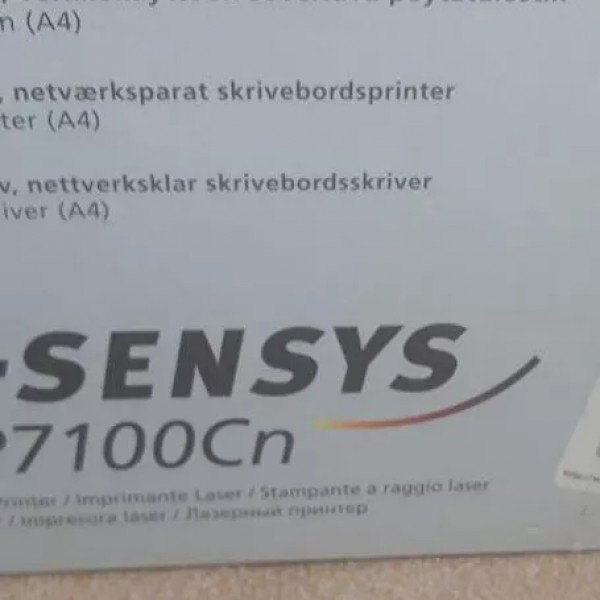 n (A4)
, netværksparat skrivebordsprinter
ter (A4)
v, nettverksklar skrivebordsskriver
iver (A4)
-SENSYS
P7100Cn
Printer / Imprimante Laser / Stampante a raggio laser
/ Impresora laser / Лазерный принтер